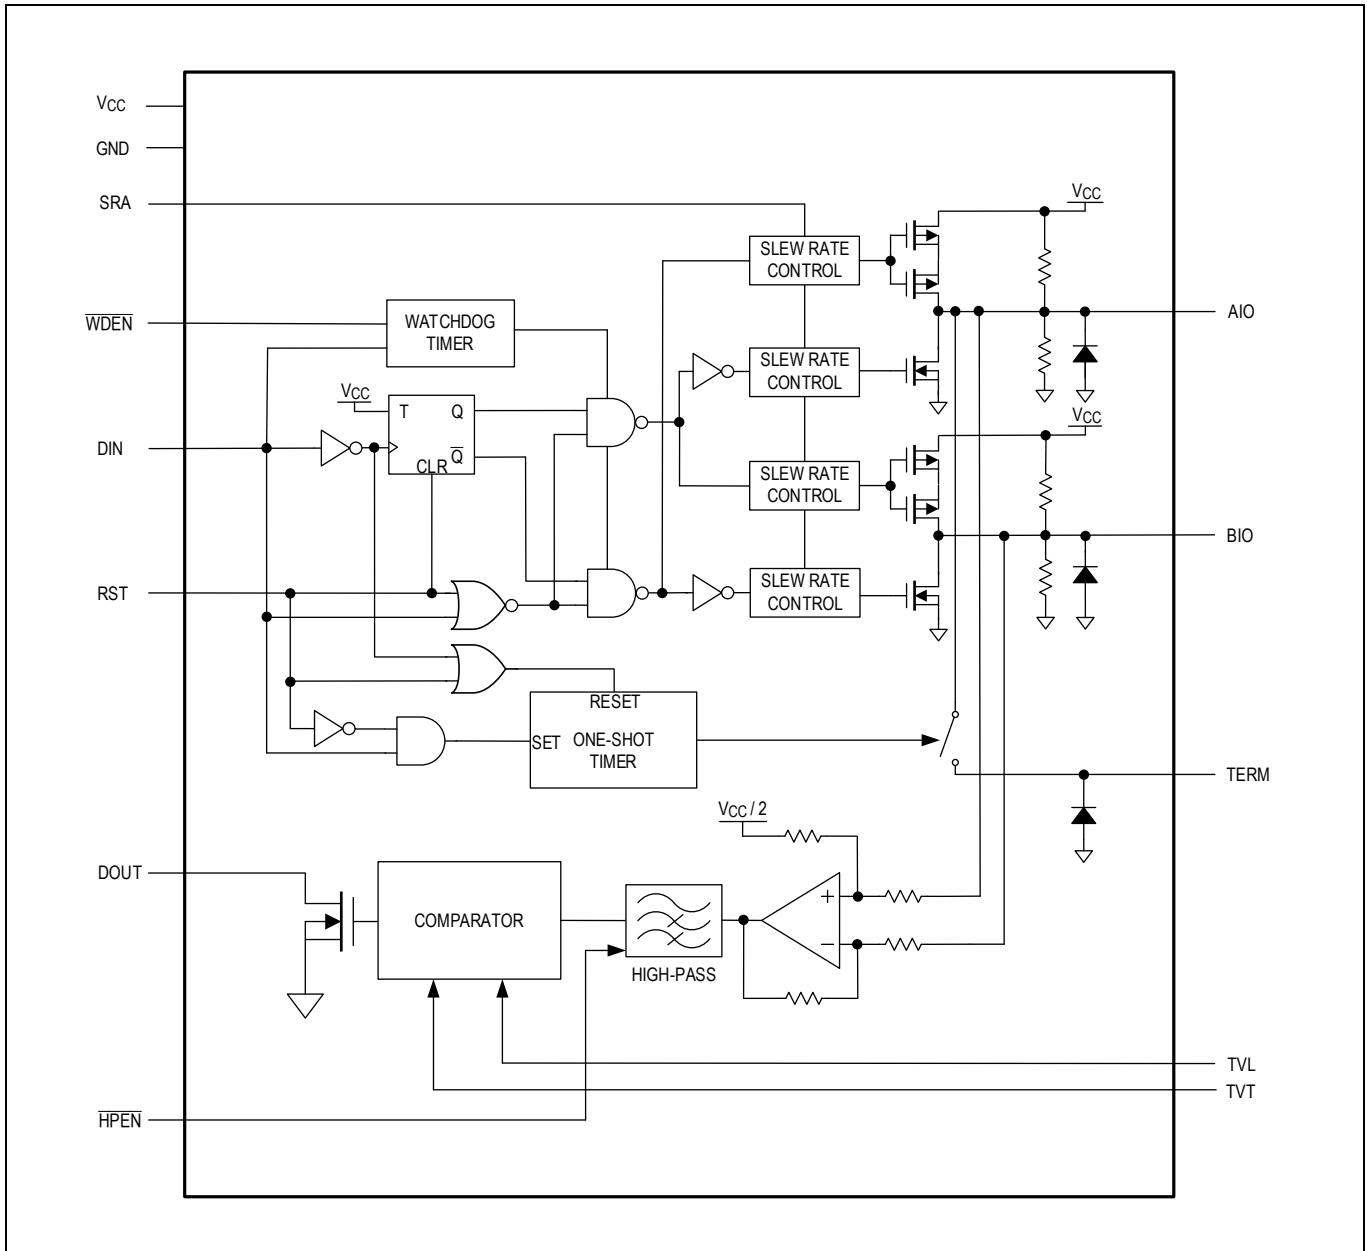 VCC
GND
SRA
VCC
SLEW RATE
CONTROL
WDEN
WATCHDOG
TIMER
AIO
SLEW RATE
CONTROL
VCC
T
Q
VCC
DIN
CLR
Q
SLEW RATE
CONTROL
BIO
RST
SLEW RATE
CONTROL
RESET
SET
ONE-SHOT
TIMER
TERM
VCC / 2
DOUT
COMPARATOR
+
−
HIGH-PASS
TVL
TVT
HPEN